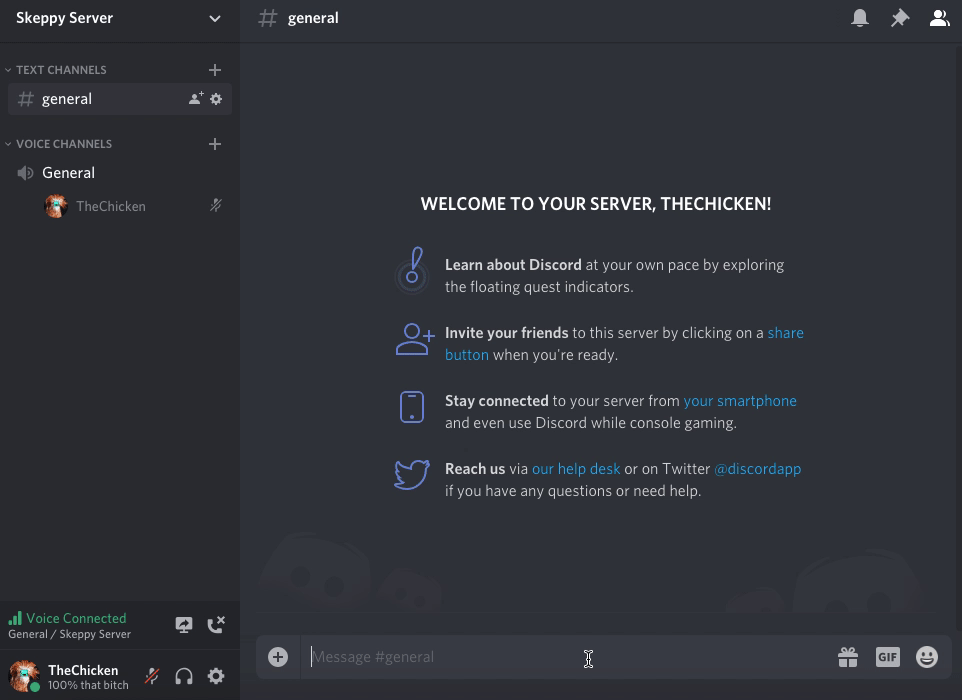 Skeppy Server
TEXT CHANNELS
general
VOICE CHANNELS
General
TheChicken
Voice Connected
General / Skeppy Server
TheChicken
100% that bitch
general
WELCOME TO YOUR SERVER, THECHICKEN!
Learn about Discord at your own pace by exploring
the floating quest indicators.
Invite your friends to this server by clicking on a share
button when you're ready.
Stay connected to your server from your smartphone
and even use Discord while console gaming.
Reach us via our help desk or on Twitter @discordapp
if you have any questions or need help.
Message #general
GIF